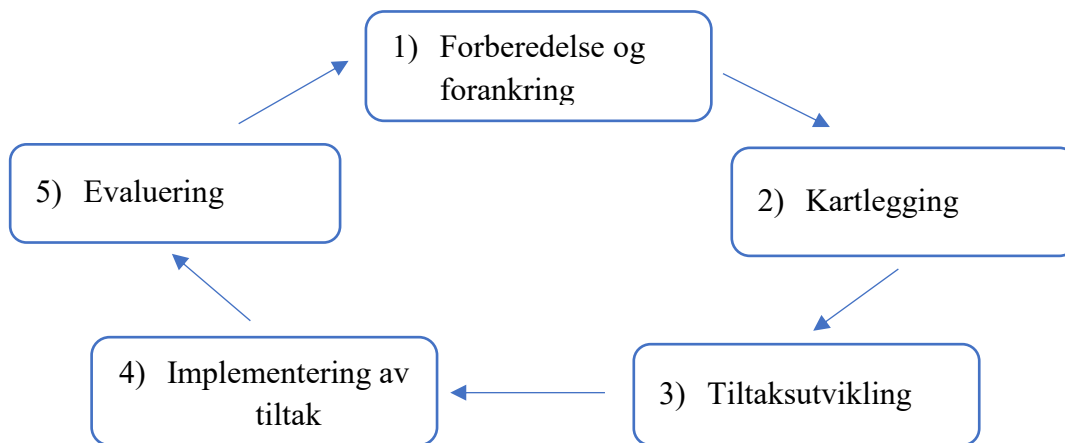 1) Forberedelse og
forankring
2) Kartlegging
3) Tiltaksutvikling
4) Implementering av
tiltak
5) Evaluering